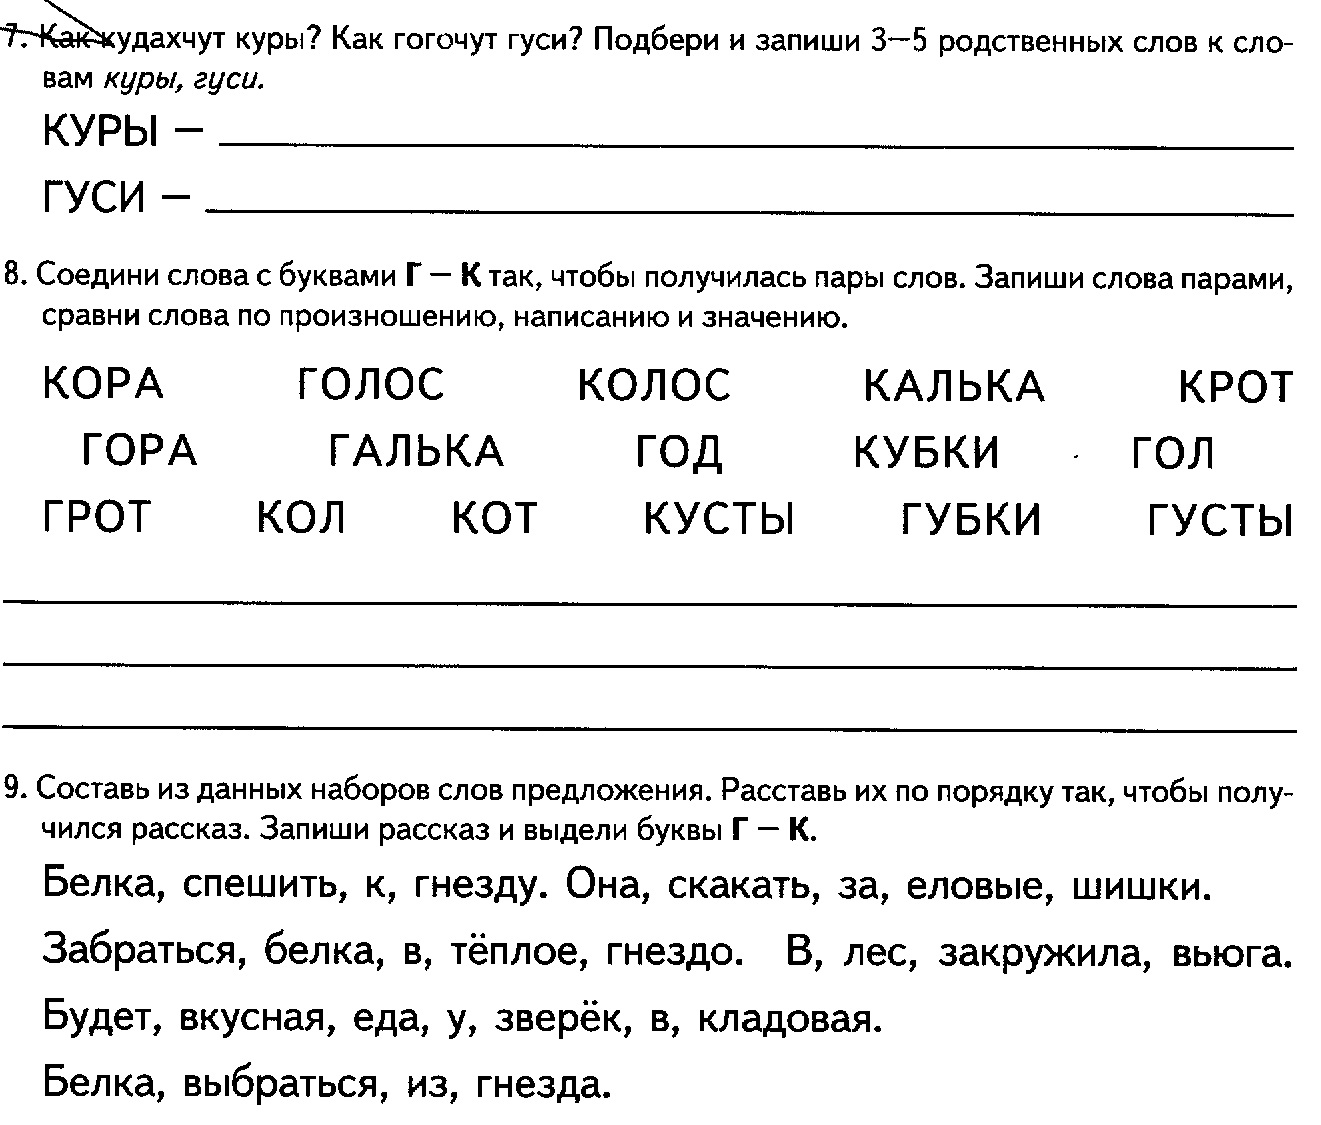 7. Как кудахчут куры? Как гогочут гуси? Подбери и запиши 3—5 родственных слов к сло-
вам куры, гуси.
КУРЫ —
ГУСИ —
8. Соедини слова с буквами Г — К так, чтобы получилась пары слов. Запиши слова парами,
сравни слова по произношению, написанию и значению.
КОРА ГОЛОС КОЛОС КАЛЬКА КРОТ
ГОРА ГАЛЬКА ГОД КУБКИ ГОЛ
ГРОТ КОЛ КОТ КУСТЫ ГУБКИ ГУСТЫ
9. Составь из данных наборов слов предложения. Расставь их по порядку так, чтобы полу-
чился рассказ. Запиши рассказ и выдели буквы Г — К.
Белка, спешить, к, гнезду. Она, скакать, за, еловые, шишки.
Забраться, белка, в, тёплое, гнездо. В, лес, закружила, вьюга.
Будет, вкусная, еда, у, зверёк, в, кладовая.
Белка, выбраться, из, гнезда.